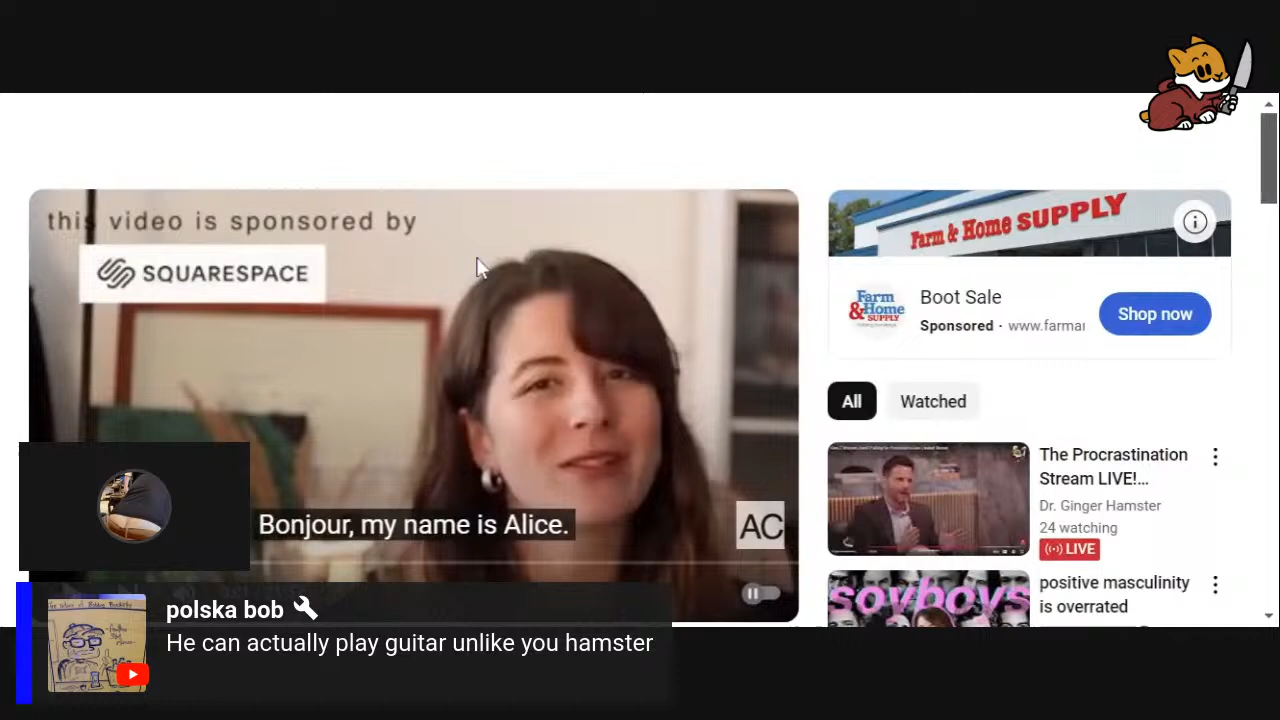 this video is sponsored by
SQUARESPACE
Bonjour, my name is Alice.
AC
Farm & Home SUPPLY
Farm
&Home
SUPPLY
Boot Sale
Sponsored · www.farmar
Shop now
All
Watched
The Procrastination
Stream LIVE!...
Dr. Ginger Hamster
24 watching
LIVE
soyboys
positive masculinity
is overrated
polska bob
He can actually play guitar unlike you hamster